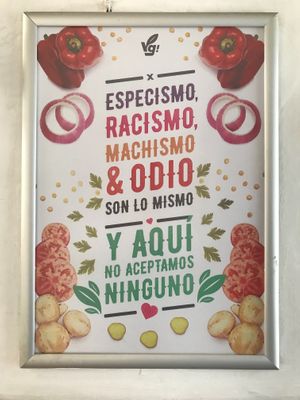 Vg!
ESPECISMO,
RACISMO,
MACHISMO
& ODIO
SON LO MISMO
Y AQUÍ
NO ACEPTAMOS
NINGUNO